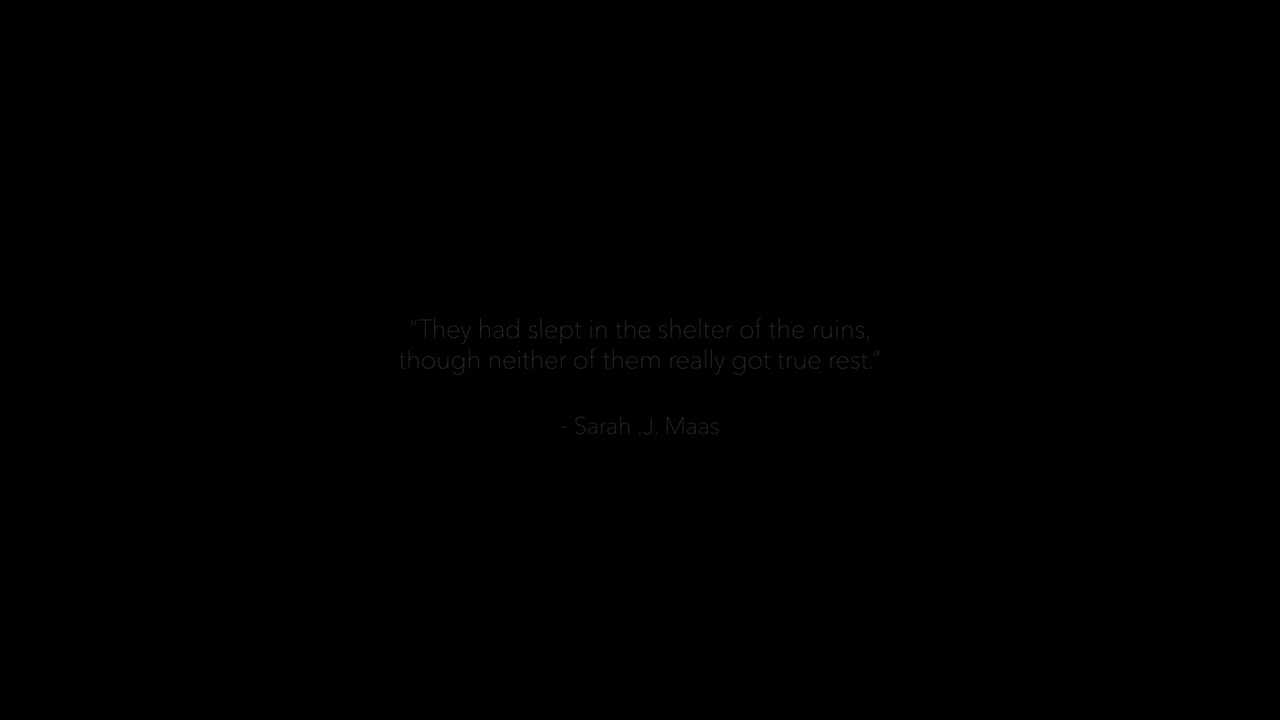 “They had slept in the shelter of the ruins,
though neither of them really got true rest.”
- Sarah .J. Maas